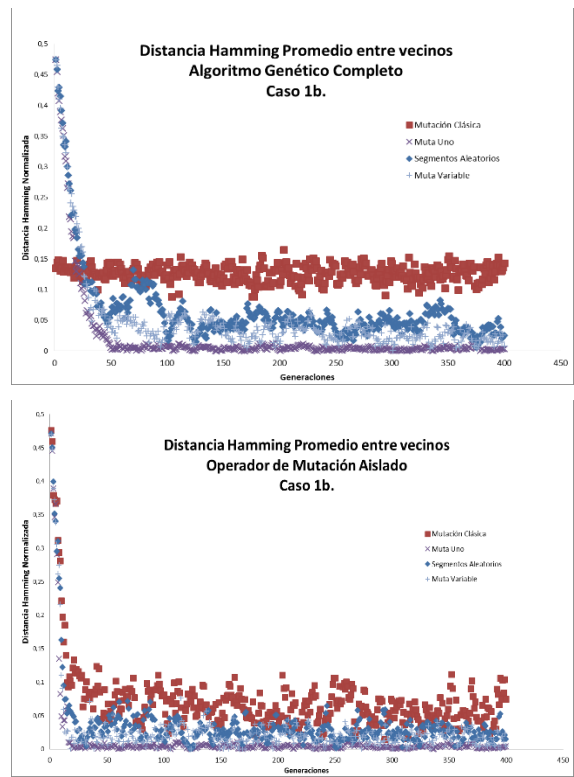 Distancia Hamming Promedio entre vecinos
Algoritmo Genético Completo
Caso 1b.
Distancia Hamming Normalizada
0,5
0,45
0,4
0,35
0,3
0,25
0,2
0,15
0,1
0,05
0
Mutación Clásica
Muta Uno
Segmentos Aleatorios
Muta Variable
0 50 100 150 200 250 300 350 400 450
Generaciones
Distancia Hamming Promedio entre vecinos
Operador de Mutación Aislado
Caso 1b.
Distancia Hamming Normalizada
0,5
0,45
0,4
0,35
0,3
0,25
0,2
0,15
0,1
0,05
0
Mutación Clásica
Muta Uno
Segmentos Aleatorios
Muta Variable
0 50 100 150 200 250 300 350 400 450
Generaciones